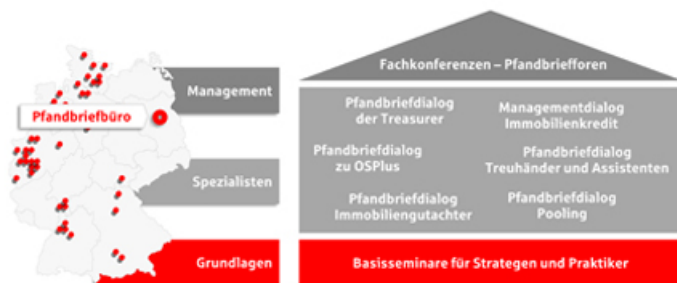 Fachkonferenzen – Pfandbriefforen
Management
Pfandbriefbüro
Pfandbriefdialog
der Treasurer
Managementdialog
Immobilienkredit
Pfandbriefdialog
zu OSPlus
Pfandbriefdialog
Treuhänder und Assistenten
Spezialisten
Pfandbriefdialog
Immobiliengutachter
Pfandbriefdialog
Pooling
Grundlagen
Basisseminare für Strategen und Praktiker